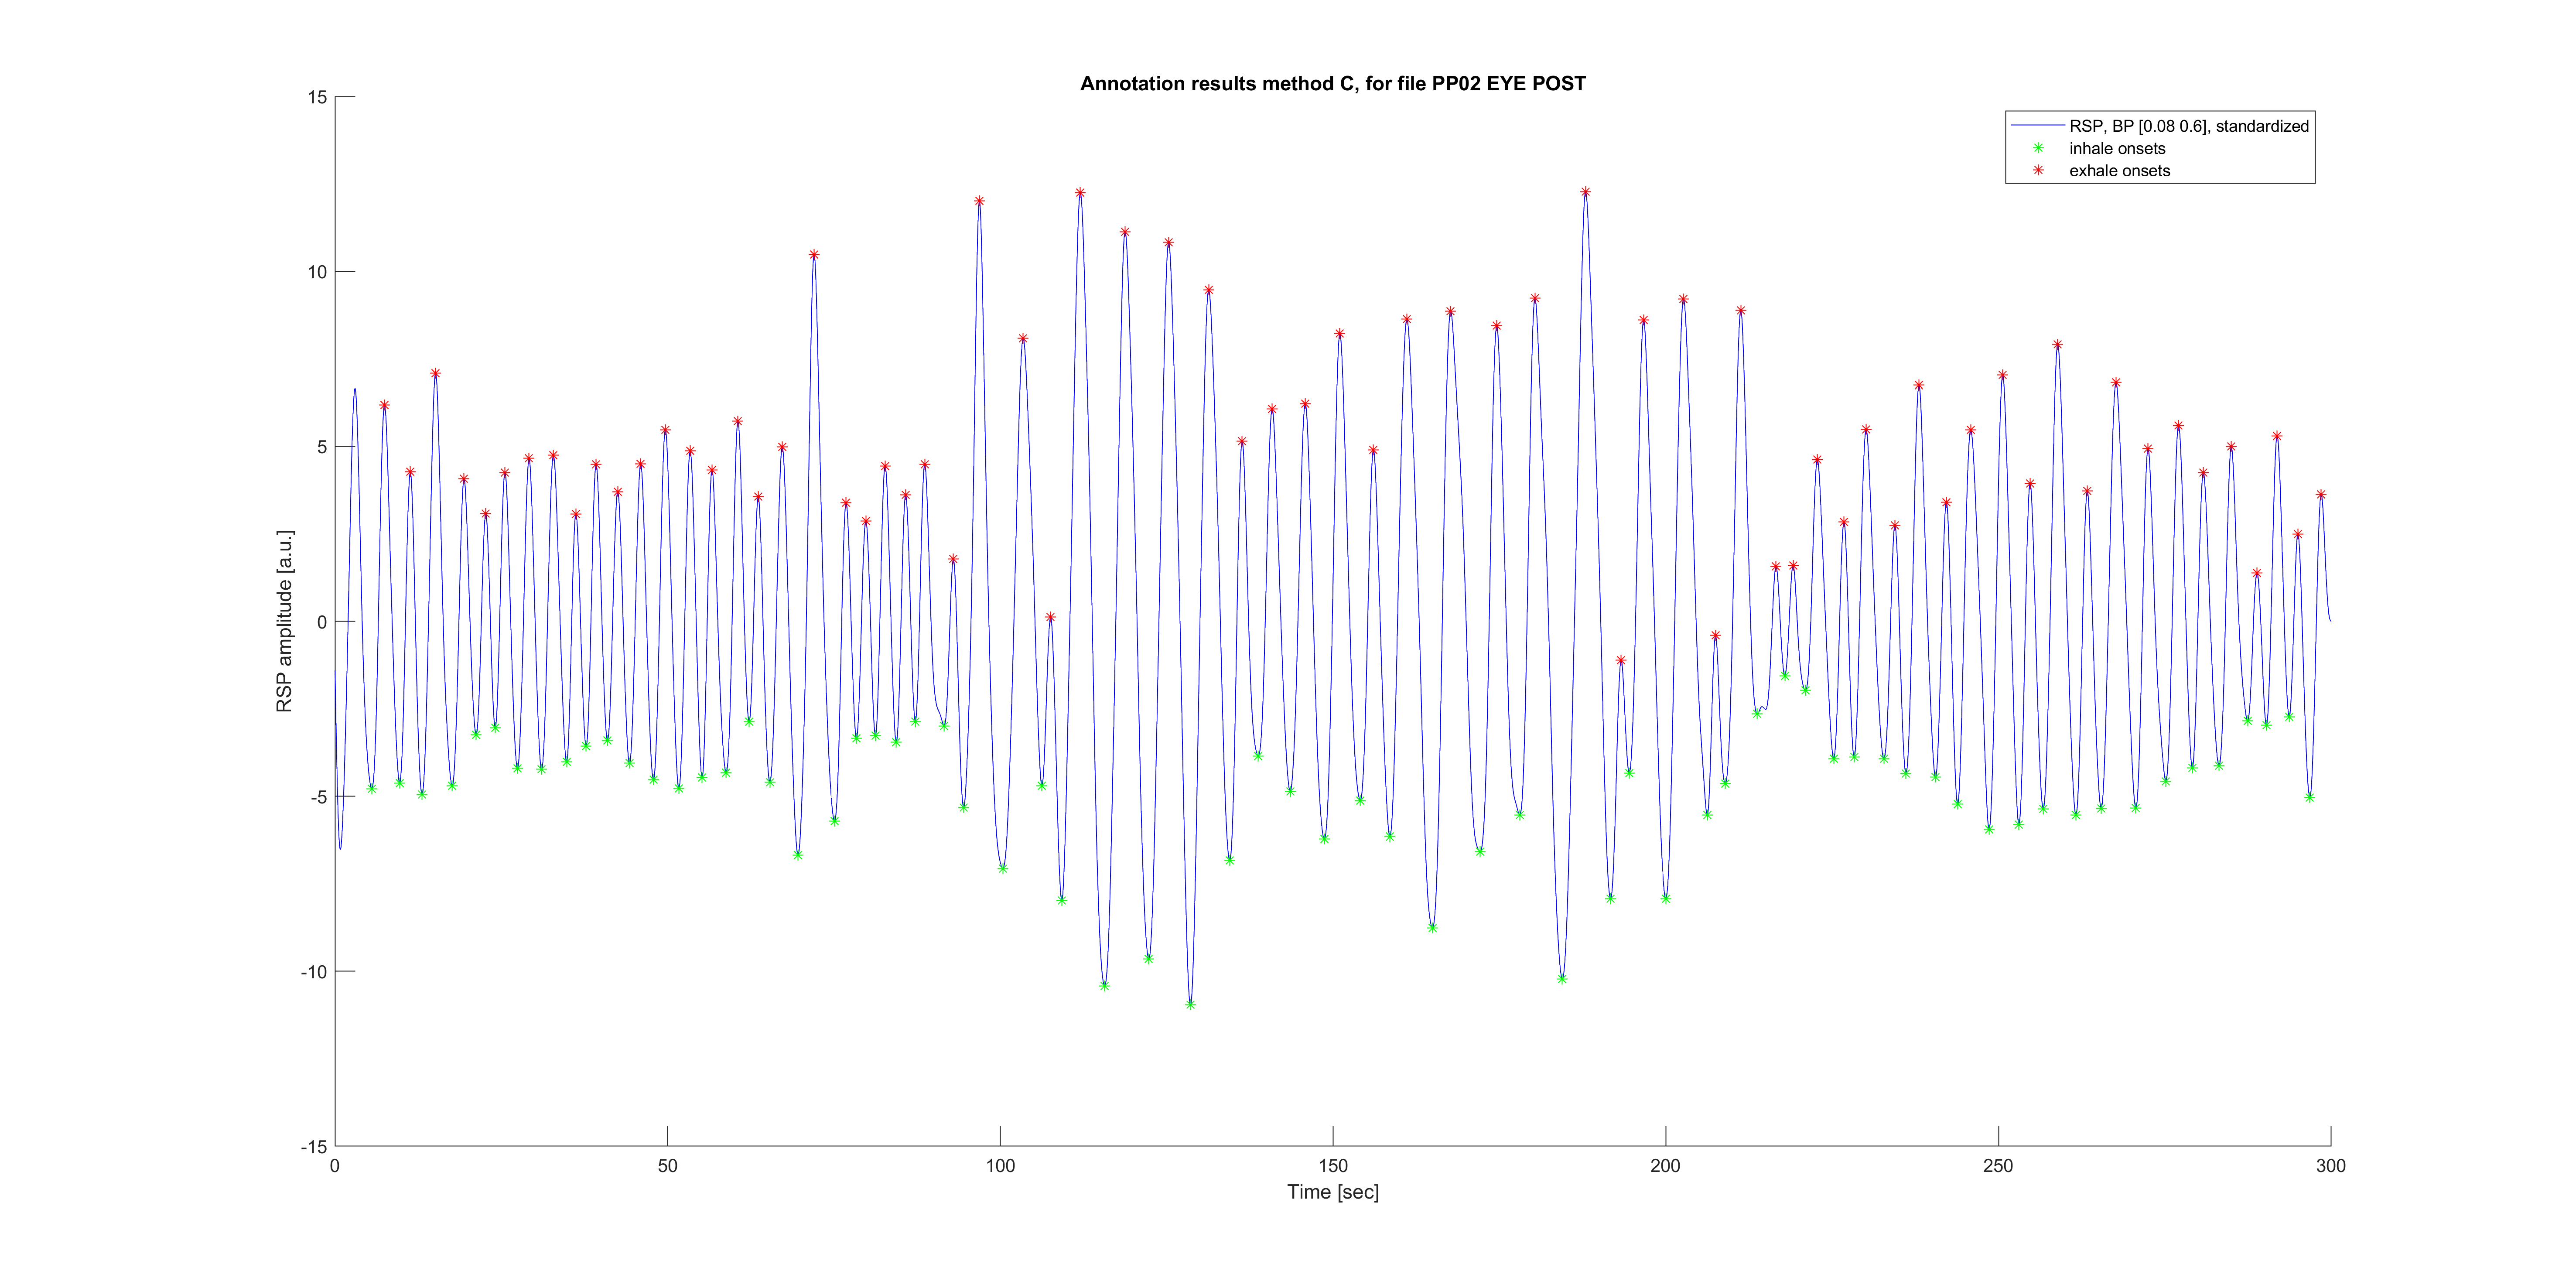 Annotation results method C, for file PP02 EYE POST
RSP, BP [0.08 0.6], standardized
inhale onsets
exhale onsets
15
10
5
0
-5
-10
-15
RSP amplitude [a.u.]
0 50 100 150 200 250 300
Time [sec]